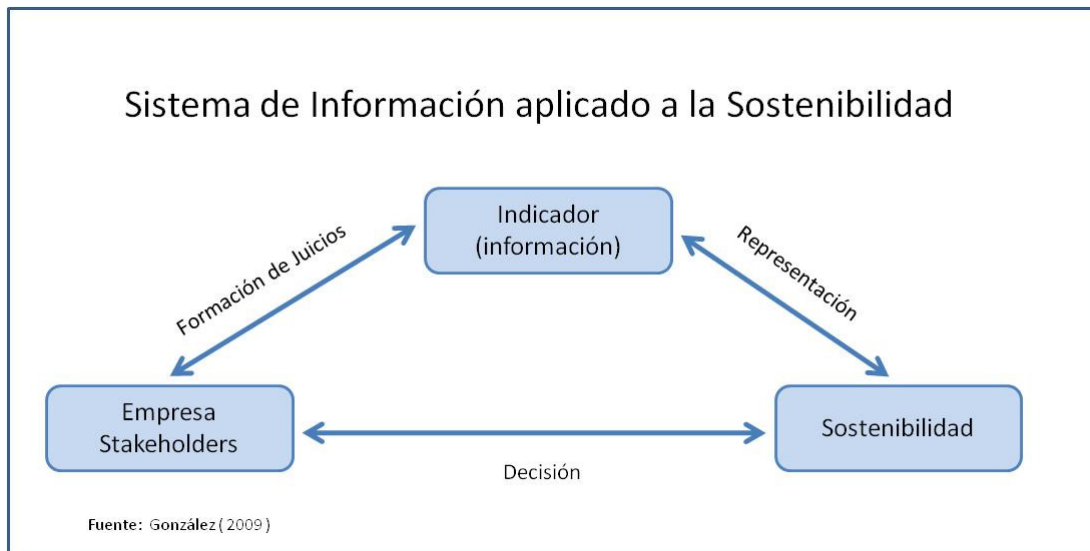 Sistema de Información aplicado a la Sostenibilidad
Indicador
(información)
Formación de Juicios
Representación
Empresa
Stakeholders
Sostenibilidad
Decisión
Fuente: González ( 2009 )